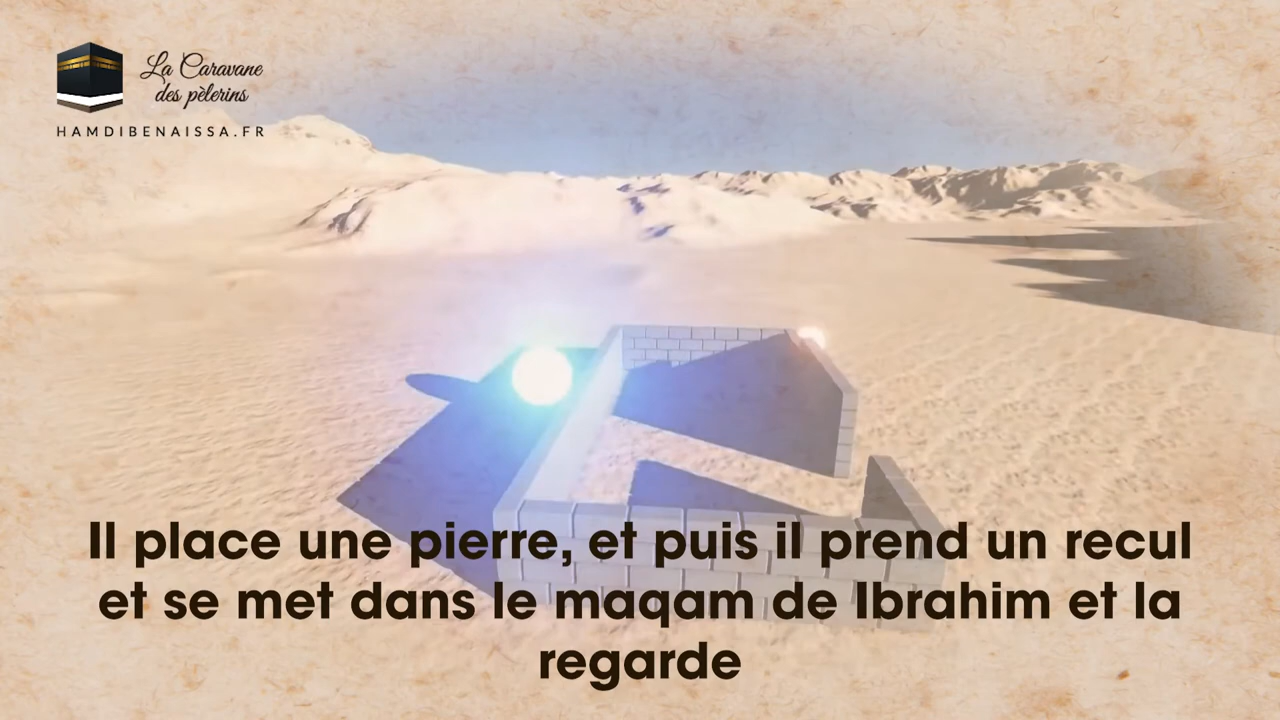 La Caravane
des pèlerins
HAMDIBENAISSA.FR
Il place une pierre, et puis il prend un recul
et se met dans le maqam de Ibrahim et la
regarde